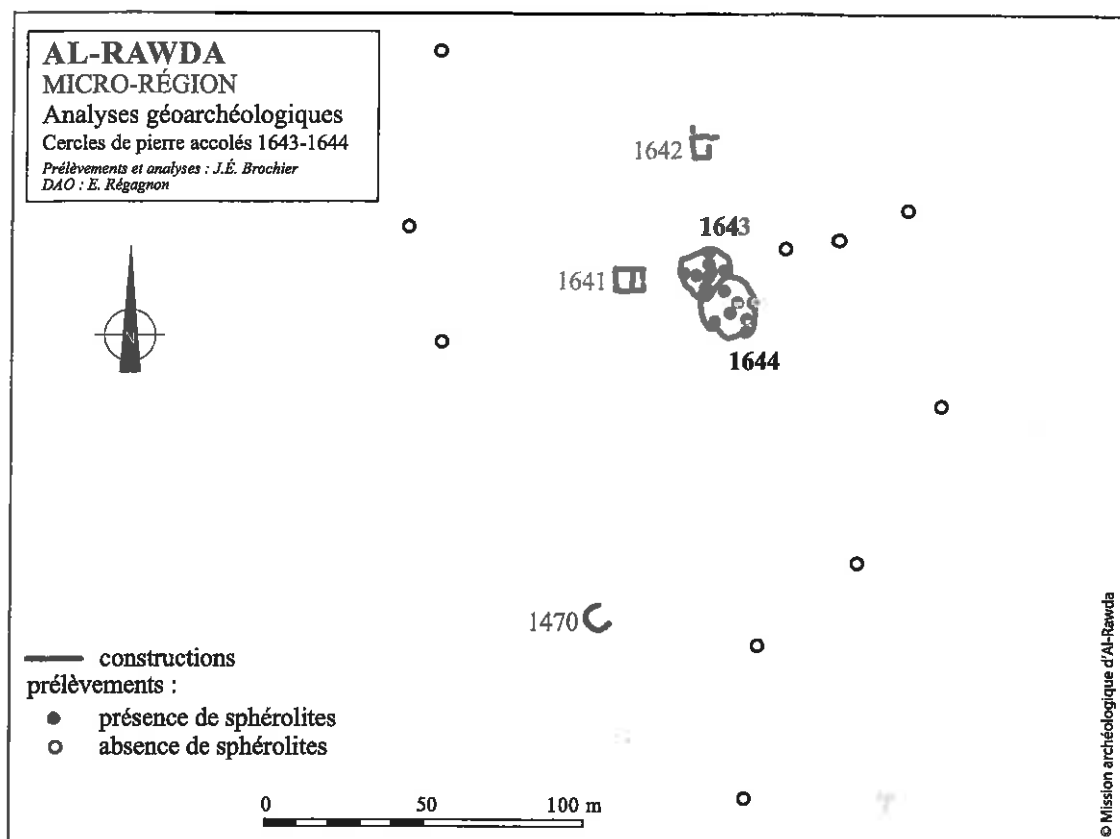 AL-RAWDA
MICRO-RÉGION
Analyses géoarchéologiques
Cercles de pierre accolés 1643-1644
Prélèvements et analyses : J.É. Brochier
DAO : E. Régagnon
1642
1643
1641
N
1644
1470
constructions
prélèvements :
présence de sphérolites
absence de sphérolites
0 50 100 m
© Mission archéologique d'Al-Rawda